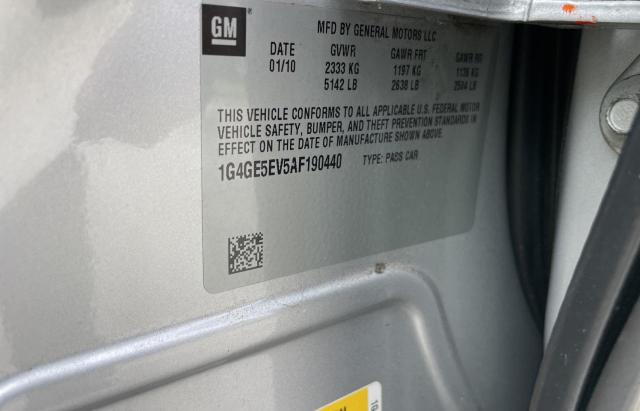 GM
MFD BY GENERAL MOTORS LLC
DATE GVWR GAWR FRT GAWR RR
01/10 2333 KG 1197 KG 1136 KG
5142 LB 2638 LB 2504 LB
THIS VEHICLE CONFORMS TO ALL APPLICABLE U.S. FEDERAL MOTOR
VEHICLE SAFETY, BUMPER, AND THEFT PREVENTION STANDARDS IN
EFFECT ON THE DATE OF MANUFACTURE SHOWN ABOVE.
1G4GE5EV5AF190440 TYPE: PASS CAR